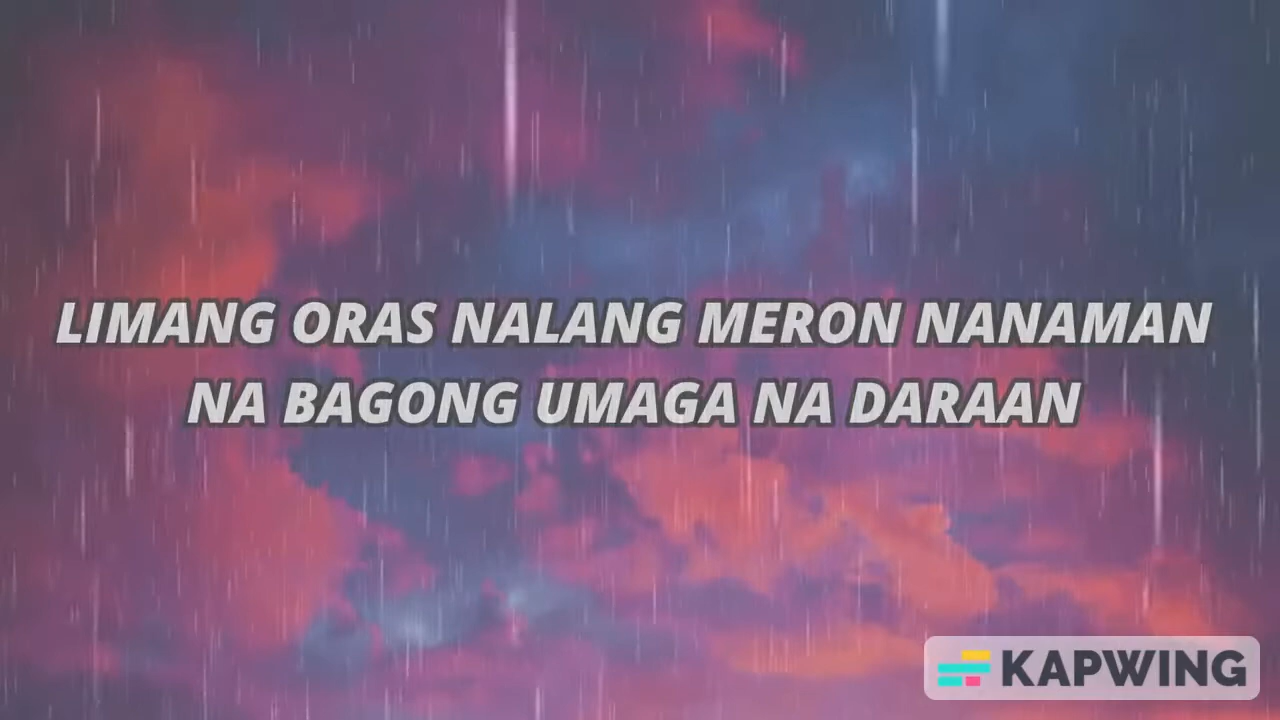 LIMANG ORAS NALANG MERON NANAMAN
NA BAGONG UMAGA NA DARAAN
KAPWING